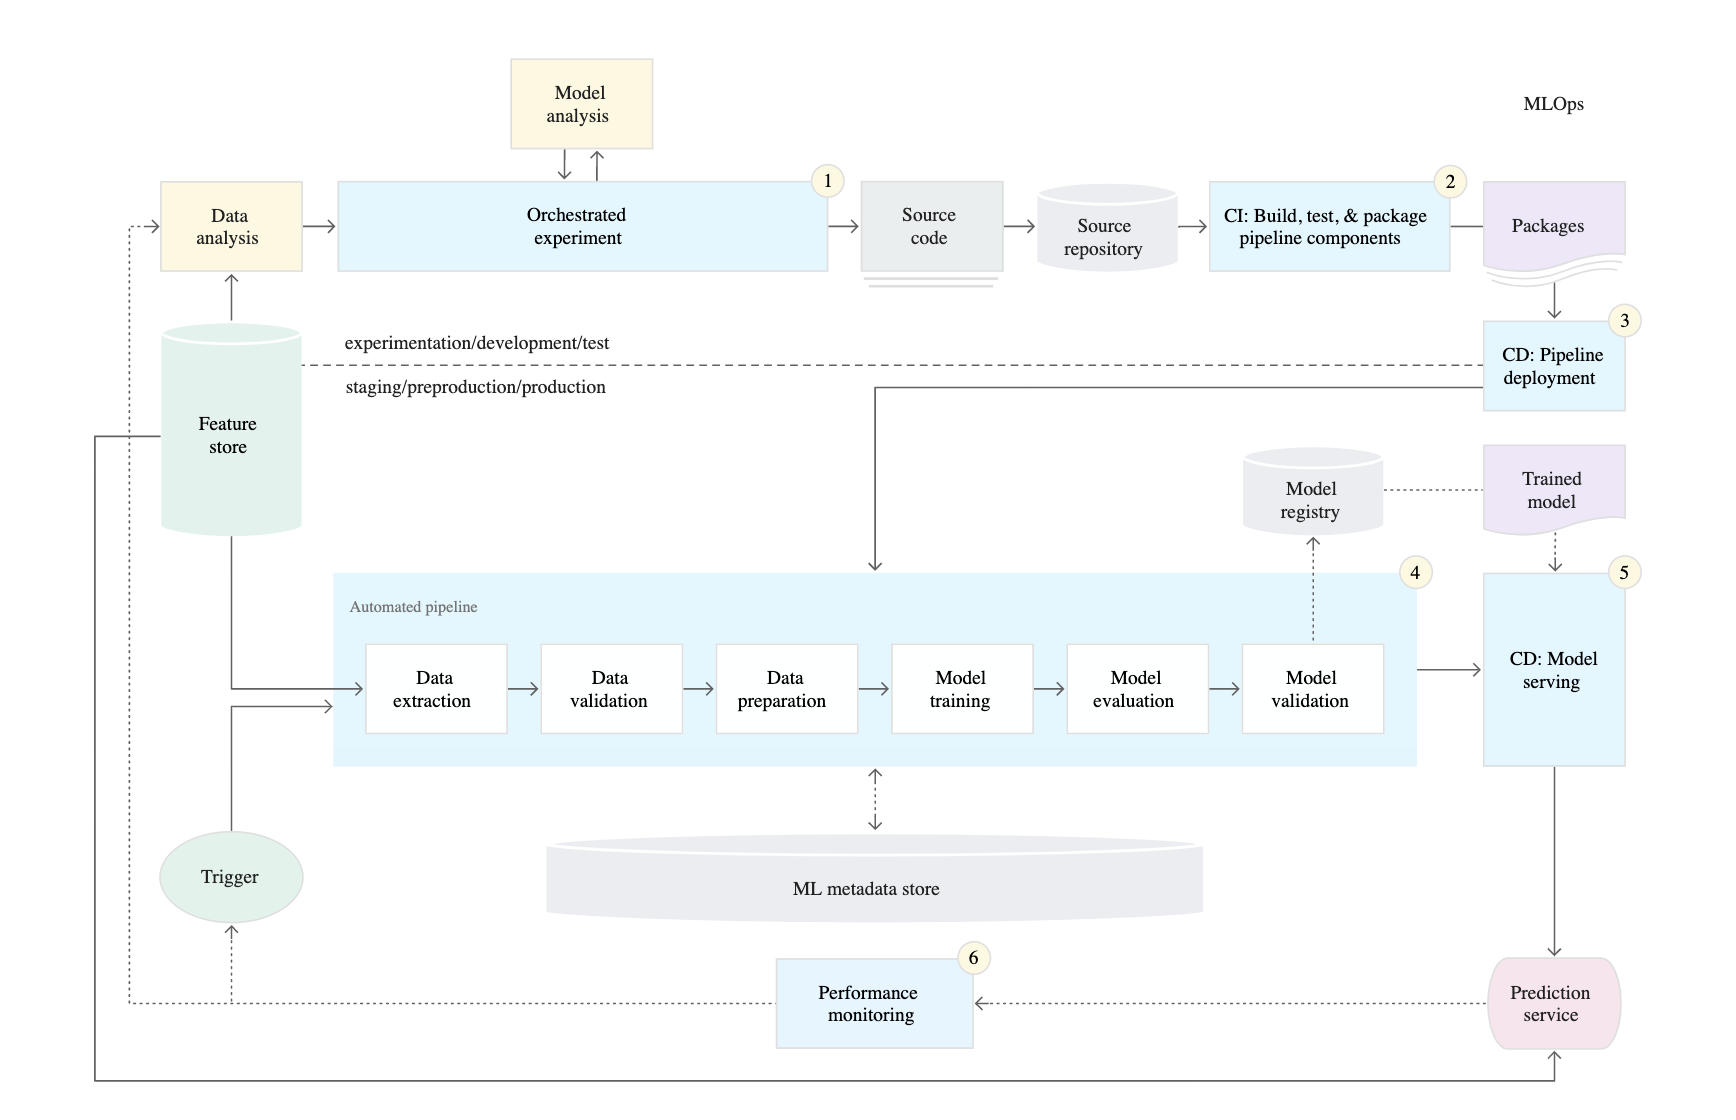 Model
analysis
MLOps
1
2
Data
analysis
Orchestrated
experiment
Source
code
Source
repository
CI: Build, test, & package
pipeline components
Packages
3
experimentation/development/test
staging/preproduction/production
CD: Pipeline
deployment
Feature
store
Model
registry
Trained
model
4
5
Automated pipeline
Data
extraction
Data
validation
Data
preparation
Model
training
Model
evaluation
Model
validation
CD: Model
serving
Trigger
ML metadata store
6
Performance
monitoring
Prediction
service